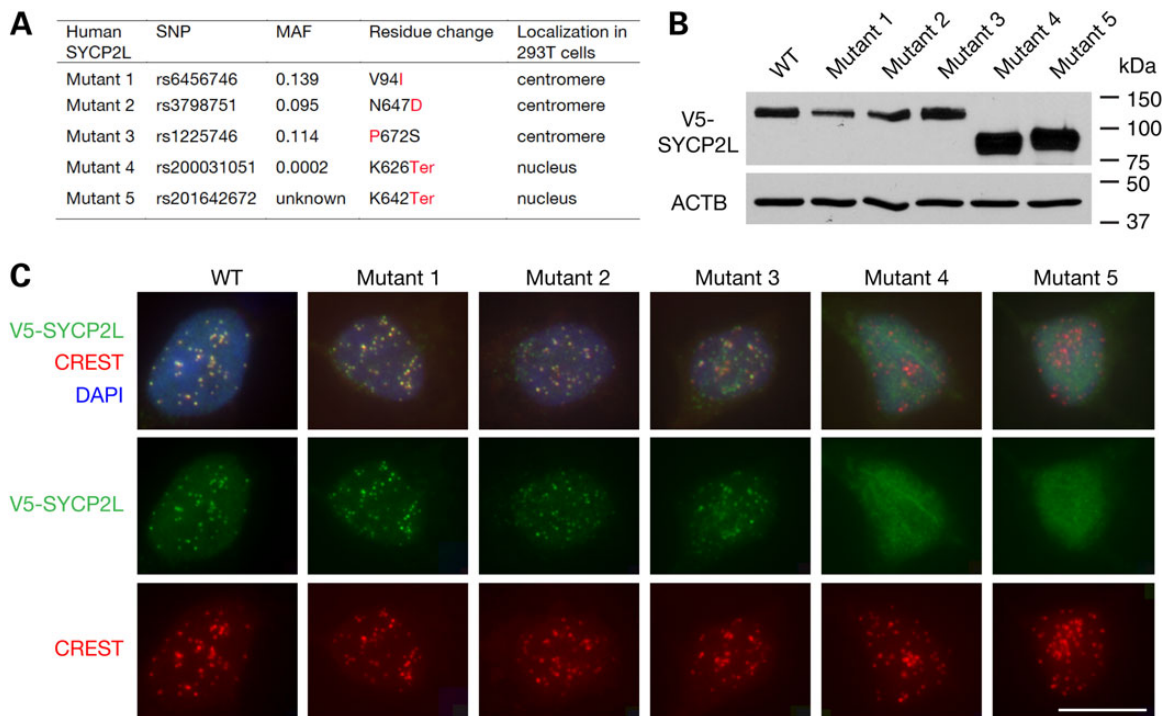 A
Human SYCP2L SNP MAF Residue change Localization in 293T cells
Mutant 1 rs6456746 0.139 V94I centromere
Mutant 2 rs3798751 0.095 N647D centromere
Mutant 3 rs1225746 0.114 P672S centromere
Mutant 4 rs200031051 0.0002 K626Ter nucleus
Mutant 5 rs201642672 unknown K642Ter nucleus
B
WT Mutant 1 Mutant 2 Mutant 3 Mutant 4 Mutant 5 kDa
V5-
SYCP2L
150
100
75
ACTB
50
37
C
WT Mutant 1 Mutant 2 Mutant 3 Mutant 4 Mutant 5
V5-SYCP2L
CREST
DAPI
V5-SYCP2L
CREST